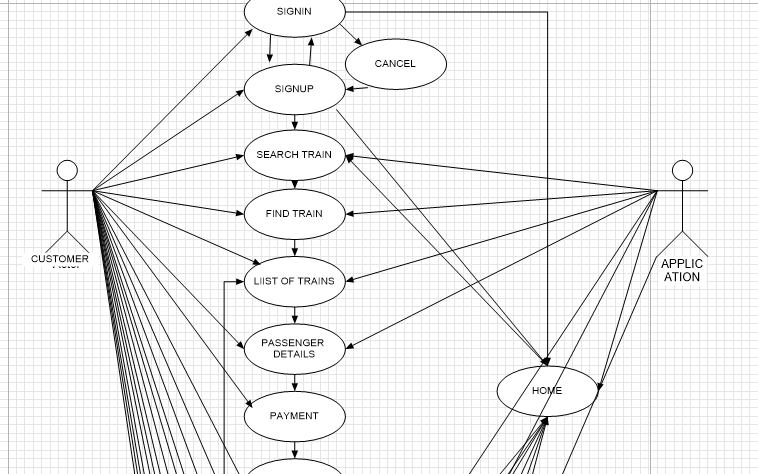 SIGNIN
CANCEL
SIGNUP
SEARCH TRAIN
FIND TRAIN
CUSTOMER
LIIST OF TRAINS
APPLIC
ATION
PASSENGER
DETAILS
HOME
PAYMENT